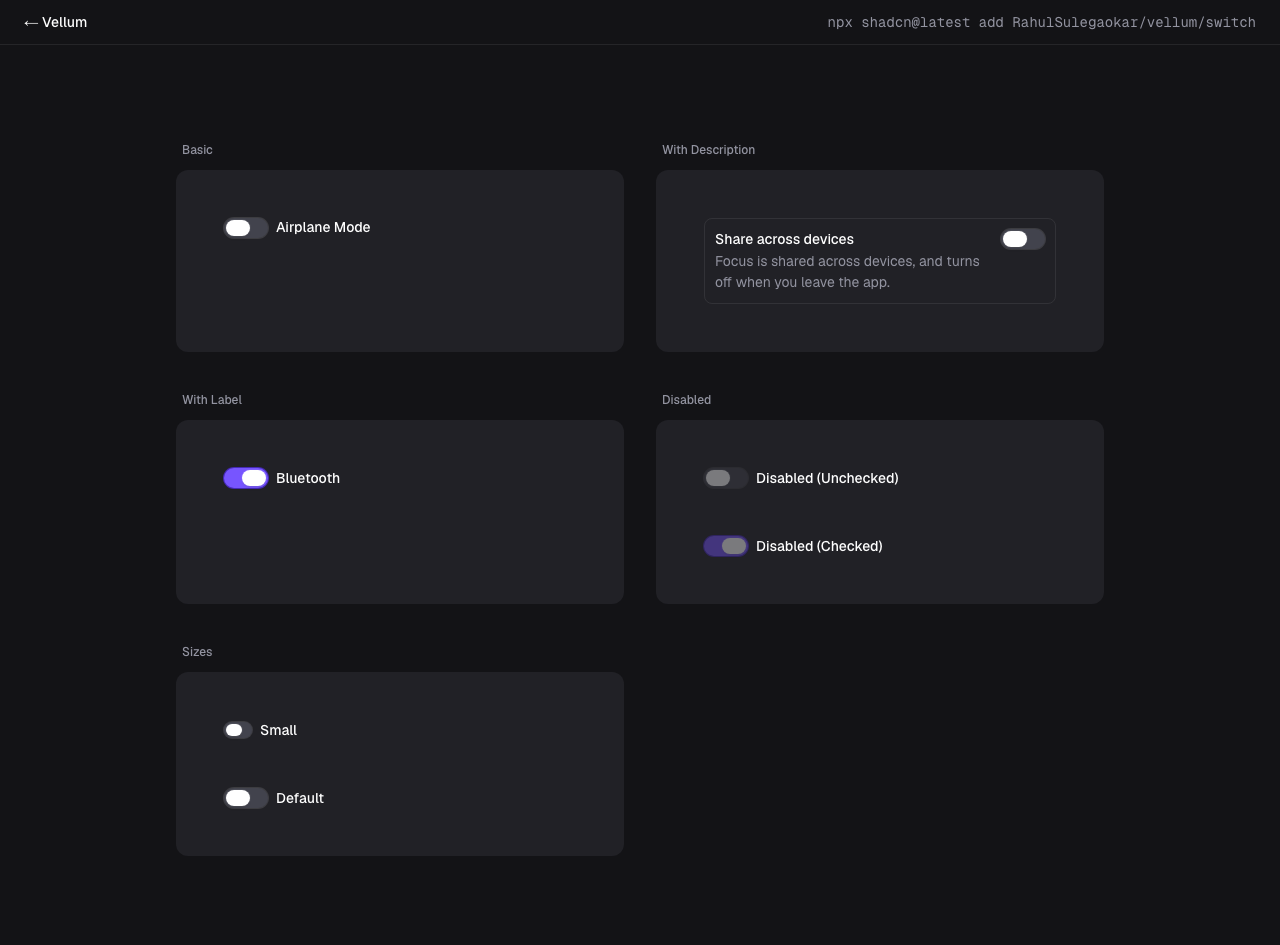 ← Vellum
npx shadcn@latest add RahulSulegaokar/vellum/switch
Basic
Airplane Mode
With Description
Share across devices
Focus is shared across devices, and turns
off when you leave the app.
With Label
Bluetooth
Disabled
Disabled (Unchecked)
Disabled (Checked)
Sizes
Small
Default